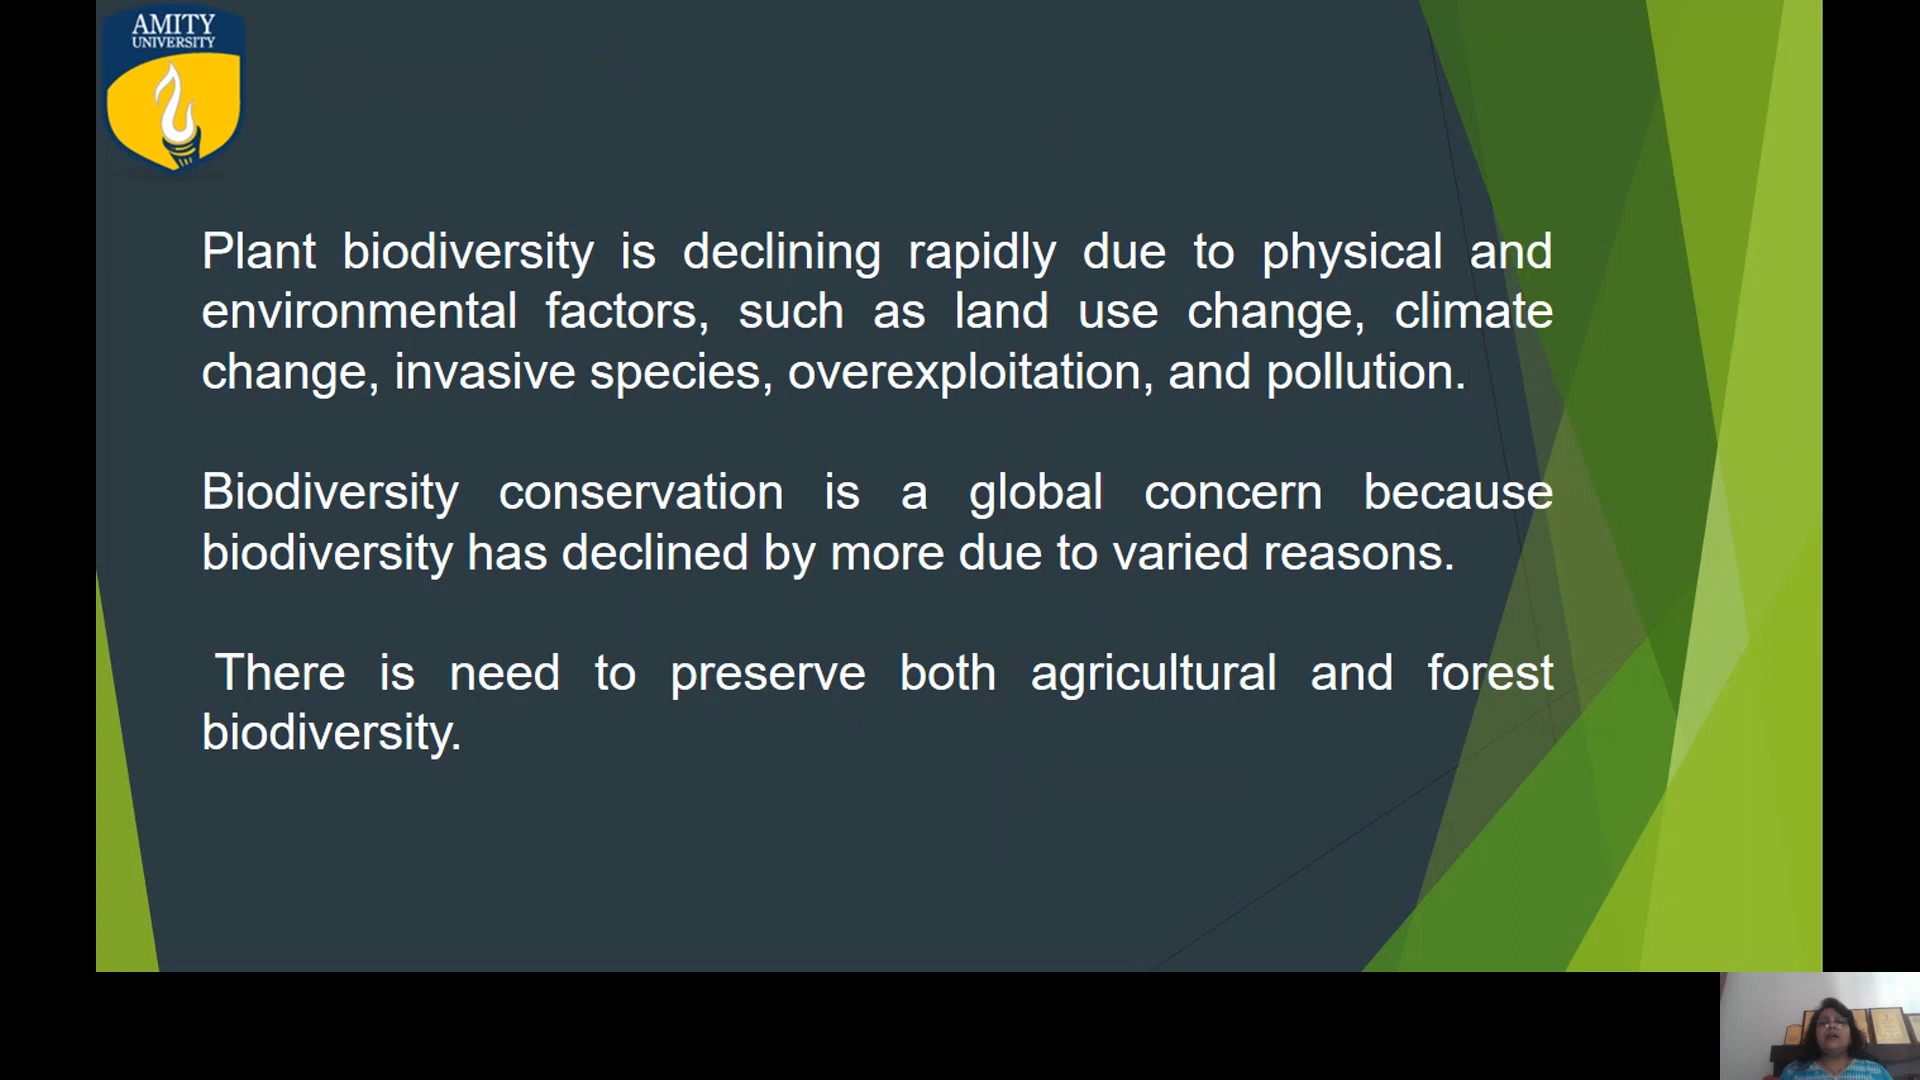 AMITY
UNIVERSITY
Plant biodiversity is declining rapidly due to physical and
environmental factors, such as land use change, climate
change, invasive species, overexploitation, and pollution.
Biodiversity conservation is a global concern because
biodiversity has declined by more due to varied reasons.
There is need to preserve both agricultural and forest
biodiversity.